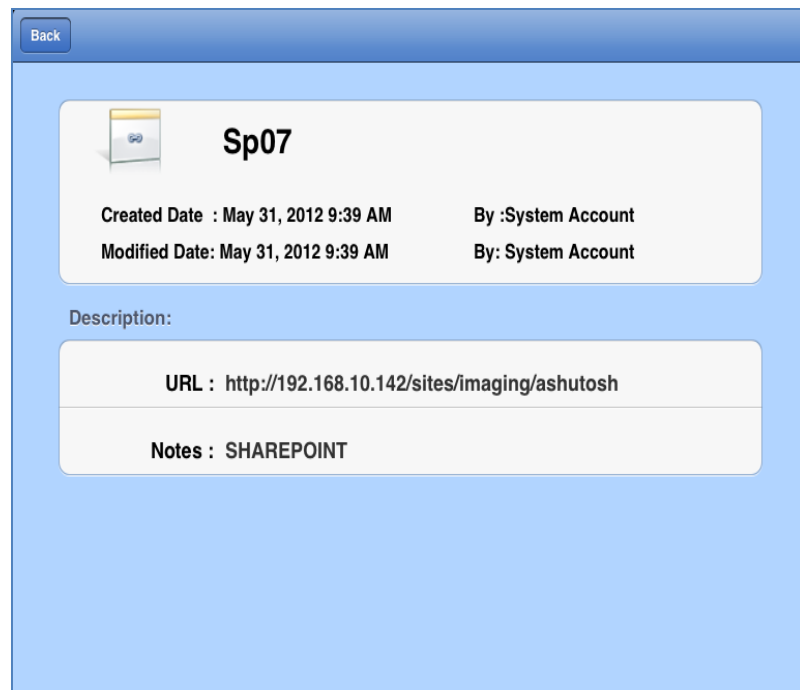 Back
Sp07
Created Date : May 31, 2012 9:39 AM By :System Account
Modified Date: May 31, 2012 9:39 AM By: System Account
Description:
URL : http://192.168.10.142/sites/imaging/ashutosh
Notes : SHAREPOINT